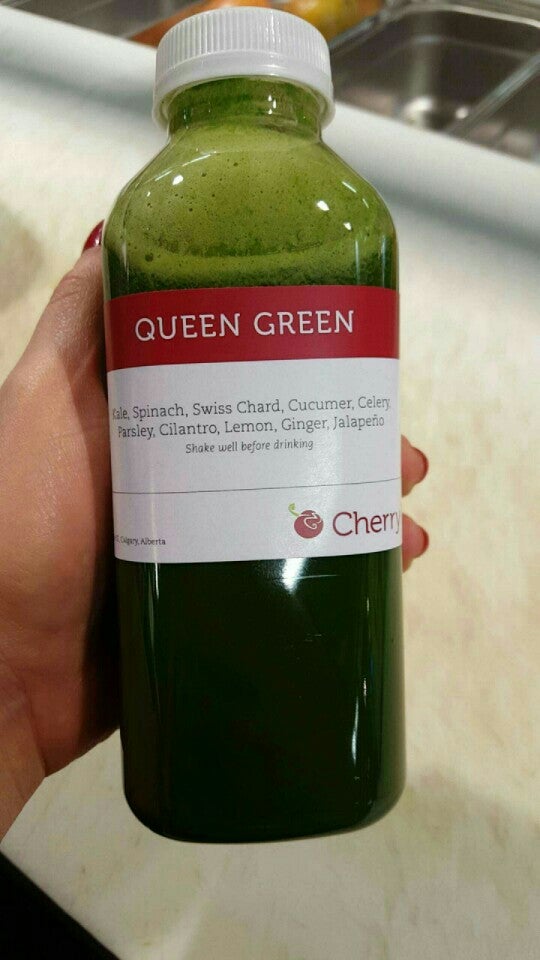 QUEEN GREEN
Kale, Spinach, Swiss Chard, Cucumer, Celery,
Parsley, Cilantro, Lemon, Ginger, Jalapeño
Shake well before drinking
Cherry
Calgary, Alberta